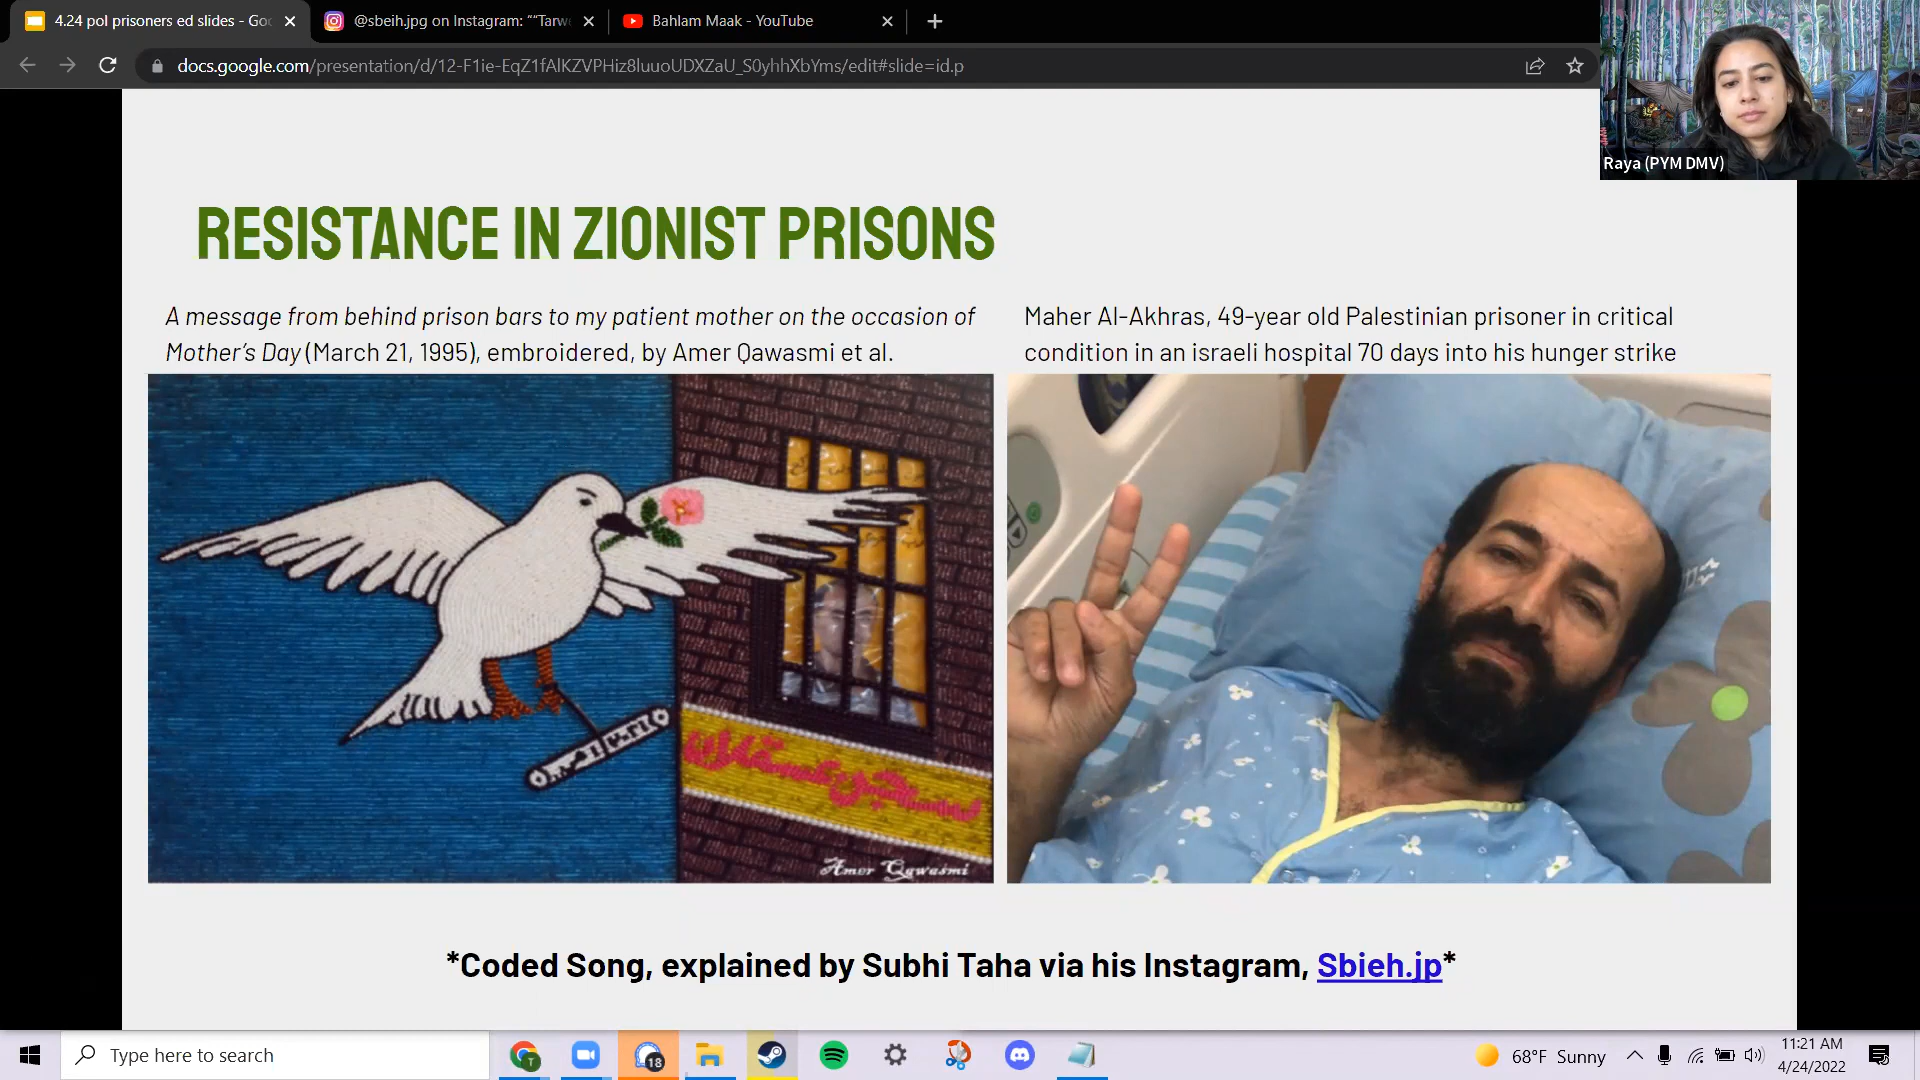 4.24 pol prisoners ed slides - Goo
@sbeih.jpg on Instagram: ““Tarw
Bahlam Maak - YouTube
docs.google.com/presentation/d/12-F1ie-EqZ1fAlKZVPHiz8luuoUDXZaU_S0yhhXbYms/edit#slide=id.p
Raya (PYM DMV)
RESISTANCE IN ZIONIST PRISONS
A message from behind prison bars to my patient mother on the occasion of
Mother’s Day (March 21, 1995), embroidered, by Amer Qawasmi et al.
Maher Al-Akhras, 49-year old Palestinian prisoner in critical
condition in an israeli hospital 70 days into his hunger strike
Amer Qawasmi
*Coded Song, explained by Subhi Taha via his Instagram, Sbieh.jp*
Type here to search
T
18
68°F Sunny
11:21 AM
4/24/2022